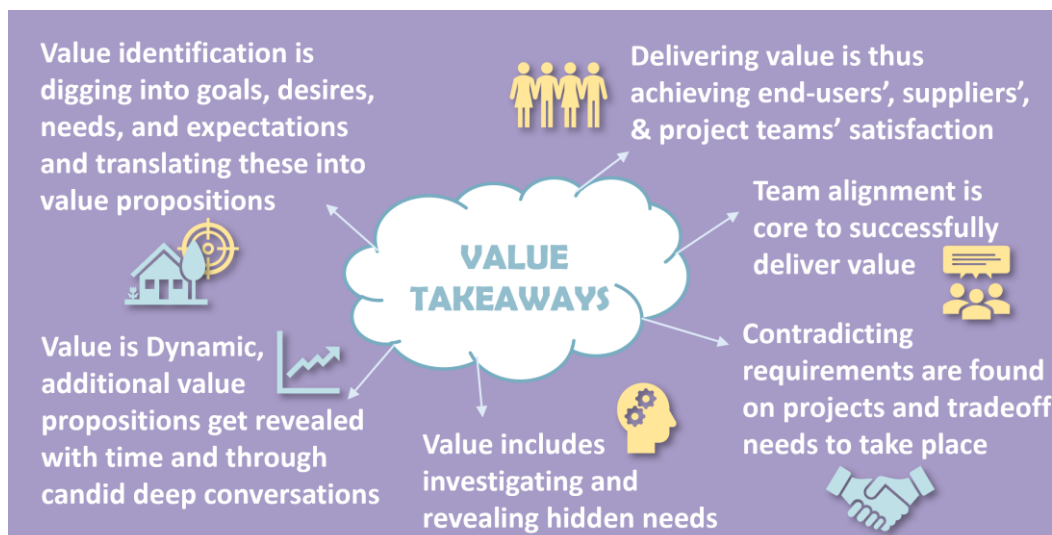 Value identification is
digging into goals, desires,
needs, and expectations
and translating these into
value propositions
Delivering value is thus
achieving end-users’, suppliers’,
& project teams’ satisfaction
Team alignment is
core to successfully
deliver value
VALUE
TAKEAWAYS
Contradicting
requirements are found
on projects and tradeoff
needs to take place
Value is Dynamic,
additional value
propositions get revealed
with time and through
candid deep conversations
Value includes
investigating and
revealing hidden needs